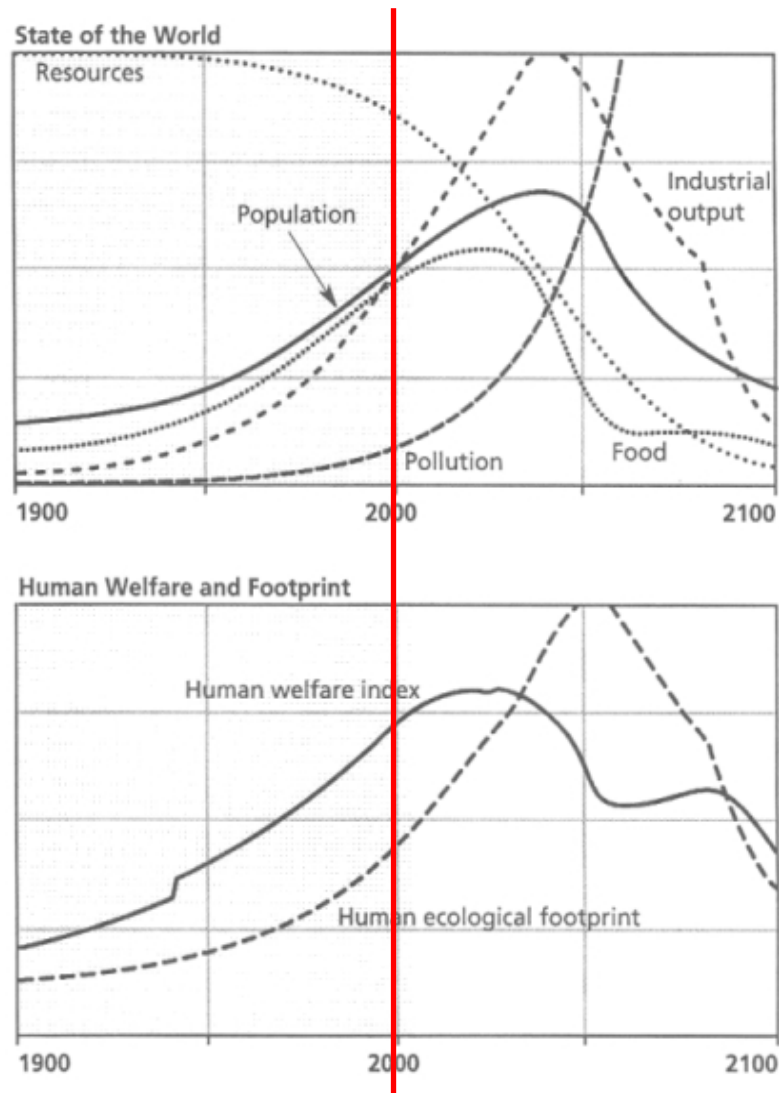 State of the World
Resources
Population
Industrial
output
Pollution
Food
1900
2000
2100
Human Welfare and Footprint
Human welfare index
Human ecological footprint
1900
2000
2100